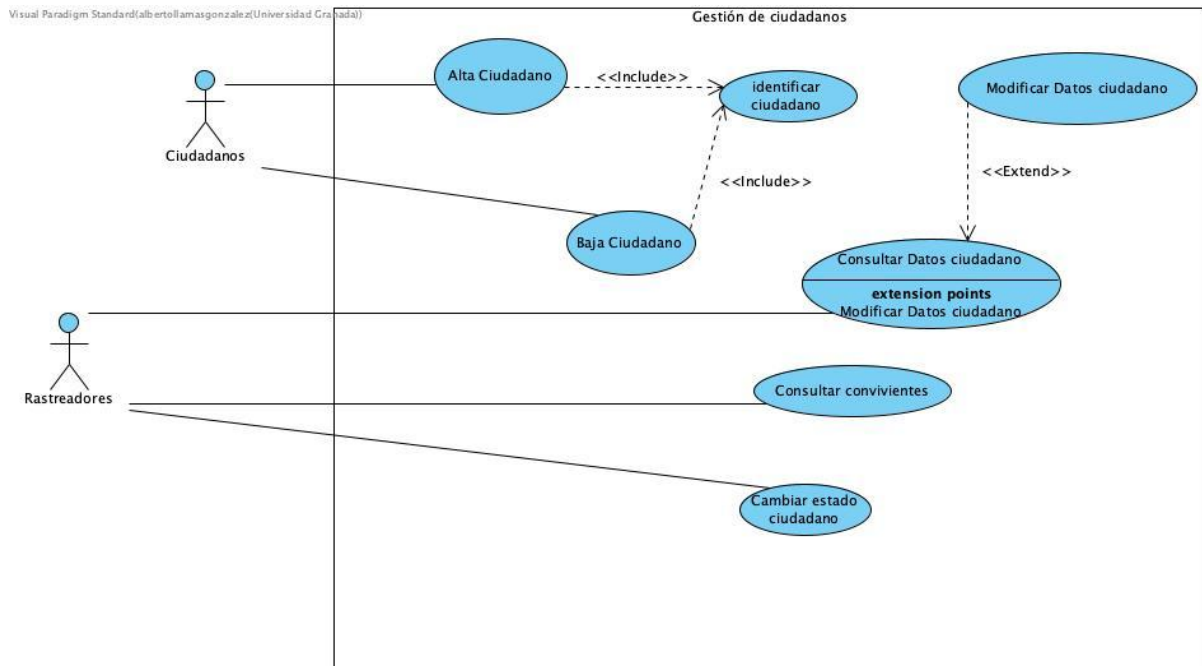 Visual Paradigm Standard(albertollamasgonzalez(Universidad Granada))
Gestión de ciudadanos
Alta Ciudadano
<<Include>>
identificar
ciudadano
Modificar Datos ciudadano
Ciudadanos
<<Extend>>
<<Include>>
Baja Ciudadano
Consultar Datos ciudadano
extension points
Modificar Datos ciudadano
Rastreadores
Consultar convivientes
Cambiar estado
ciudadano